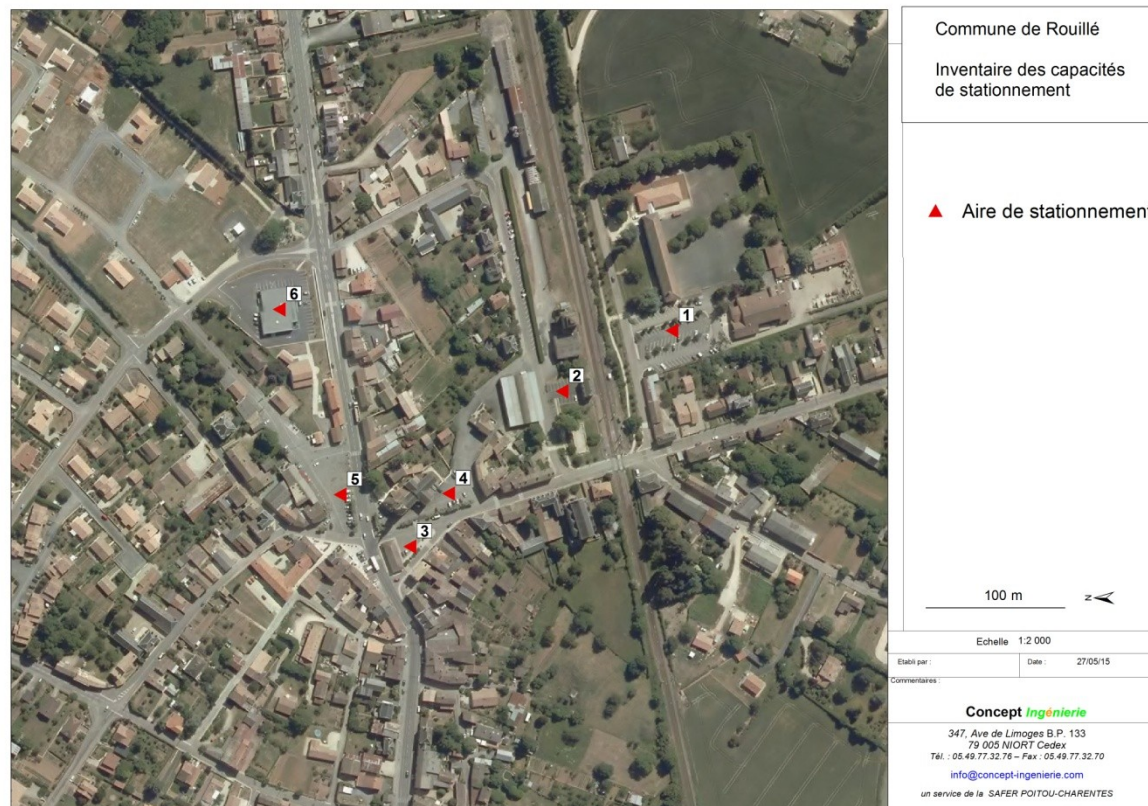 Commune de Rouillé
Inventaire des capacités
de stationnement
Aire de stationnement
6
1
2
5
4
3
100 m
N
Echelle 1:2 000
Etabli par :
Date : 27/05/15
Commentaires :
Concept Ingénierie
347, Ave de Limoges B.P. 133
79 005 NIORT Cedex
Tél. : 05.49.77.32.76 – Fax : 05.49.77.32.70
info@concept-ingenierie.com
un service de la SAFER POITOU-CHARENTES